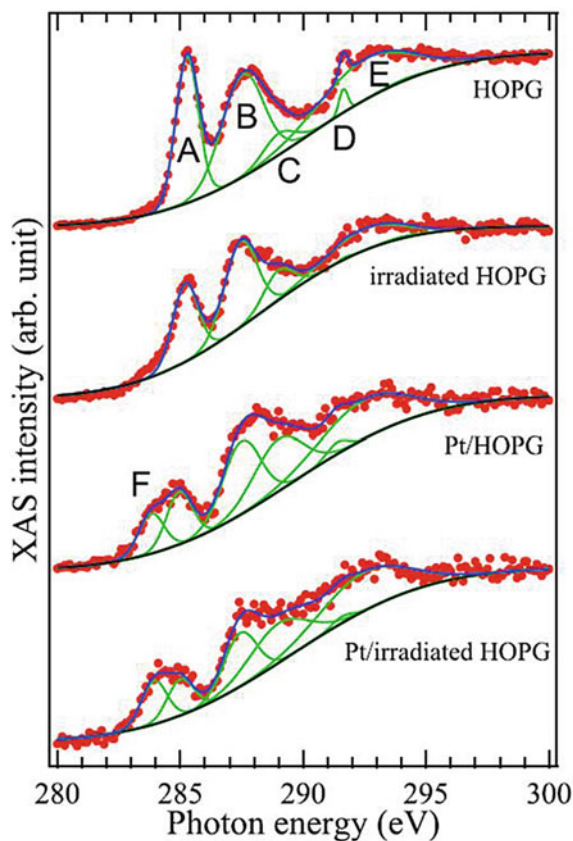 XAS intensity (arb. unit)
A
B
C
D
E
HOPG
irradiated HOPG
F
Pt/HOPG
Pt/irradiated HOPG
280 285 290 295 300
Photon energy (eV)